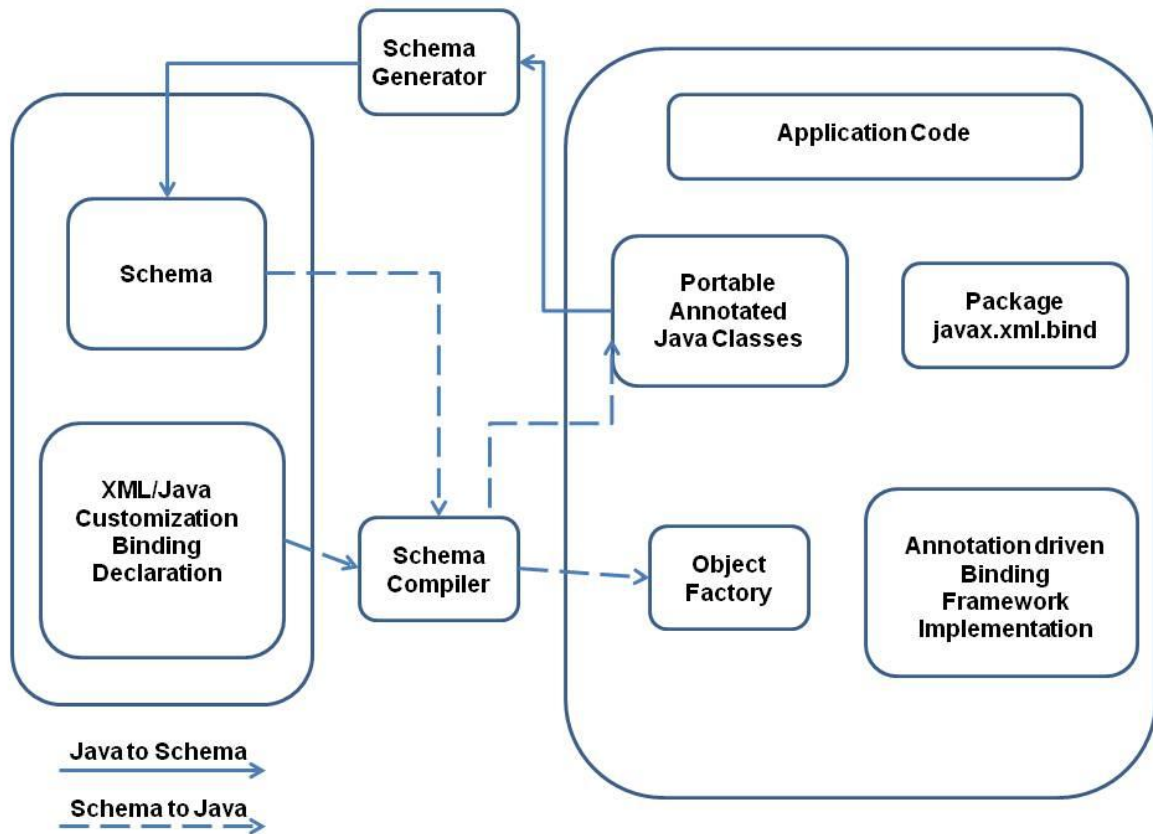 Schema
Generator
Application Code
Schema
Portable
Annotated
Java Classes
Package
javax.xml.bind
XML/Java
Customization
Binding
Declaration
Schema
Compiler
Object
Factory
Annotation driven
Binding
Framework
Implementation
Java to Schema
Schema to Java